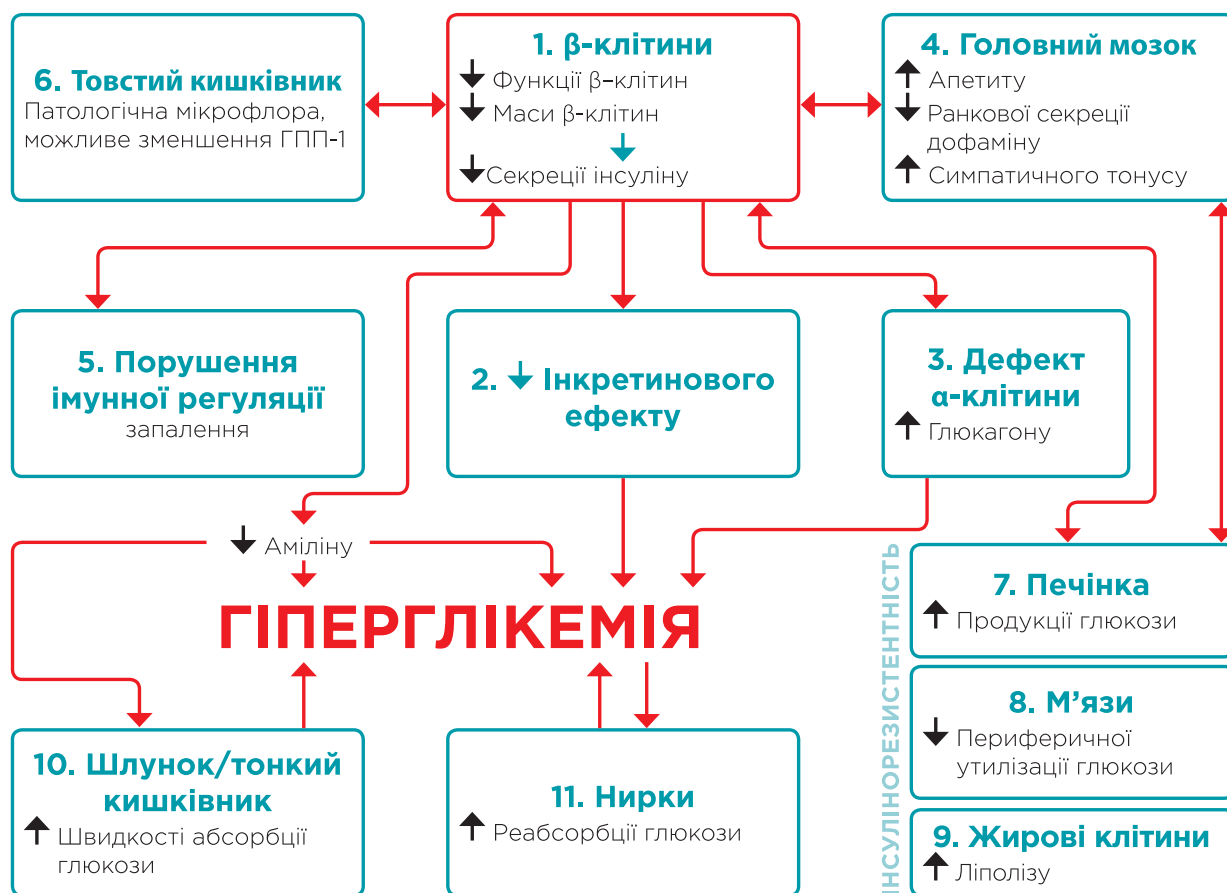 6. Товстий кишківник
Патологічна мікрофлора,
можливе зменшення ГПП-1
1. β-клітини
↓ Функції β-клітин
↓ Маси β-клітин
↓
↓ Секреції інсуліну
4. Головний мозок
↑ Апетиту
↓ Ранкової секреції
дофаміну
↑ Симпатичного тонусу
5. Порушення
імунної регуляції
запалення
2. ↓ Інкретинового
ефекту
3. Дефект
α-клітини
↑ Глюкагону
↓ Аміліну
ГІПЕРГЛІКЕМІЯ
ІНСУЛІНОРЕЗИСТЕНТНІСТЬ
7. Печінка
↑ Продукції глюкози
8. М’язи
↓ Периферичної
утилізації глюкози
9. Жирові клітини
↑ Ліполізу
10. Шлунок/тонкий
кишківник
↑ Швидкості абсорбції
глюкози
11. Нирки
↑ Реабсорбції глюкози